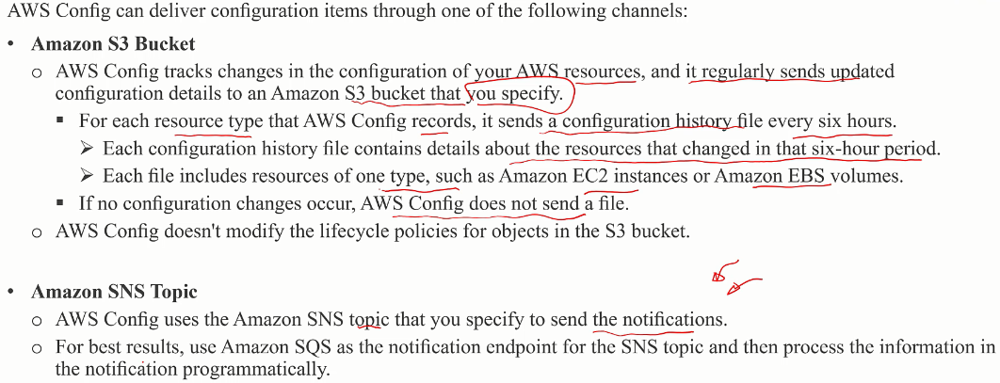 AWS Config can deliver configuration items through one of the following channels:
• Amazon S3 Bucket
o AWS Config tracks changes in the configuration of your AWS resources, and it regularly sends updated
configuration details to an Amazon S3 bucket that you specify.
▪ For each resource type that AWS Config records, it sends a configuration history file every six hours.
➢ Each configuration history file contains details about the resources that changed in that six-hour period.
➢ Each file includes resources of one type, such as Amazon EC2 instances or Amazon EBS volumes.
▪ If no configuration changes occur, AWS Config does not send a file.
o AWS Config doesn't modify the lifecycle policies for objects in the S3 bucket.
• Amazon SNS Topic
o AWS Config uses the Amazon SNS topic that you specify to send the notifications.
o For best results, use Amazon SQS as the notification endpoint for the SNS topic and then process the information in
the notification programmatically.